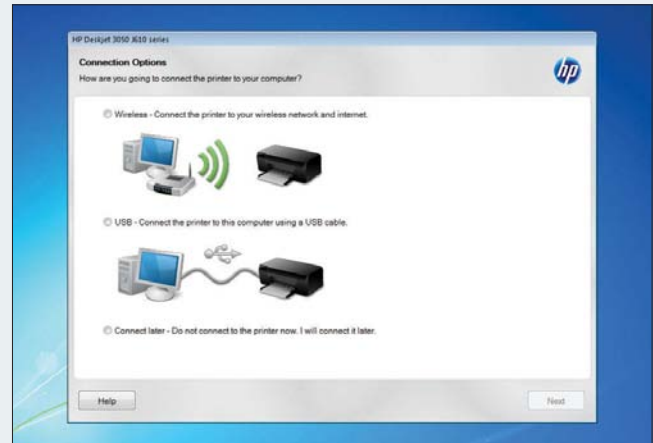 HP Deskjet 3050 J610 series
Connection Options
How are you going to connect the printer to your computer?
hp
Wireless - Connect the printer to your wireless network and internet.
USB - Connect the printer to this computer using a USB cable.
Connect later - Do not connect to the printer now. I will connect it later.
Help
Next